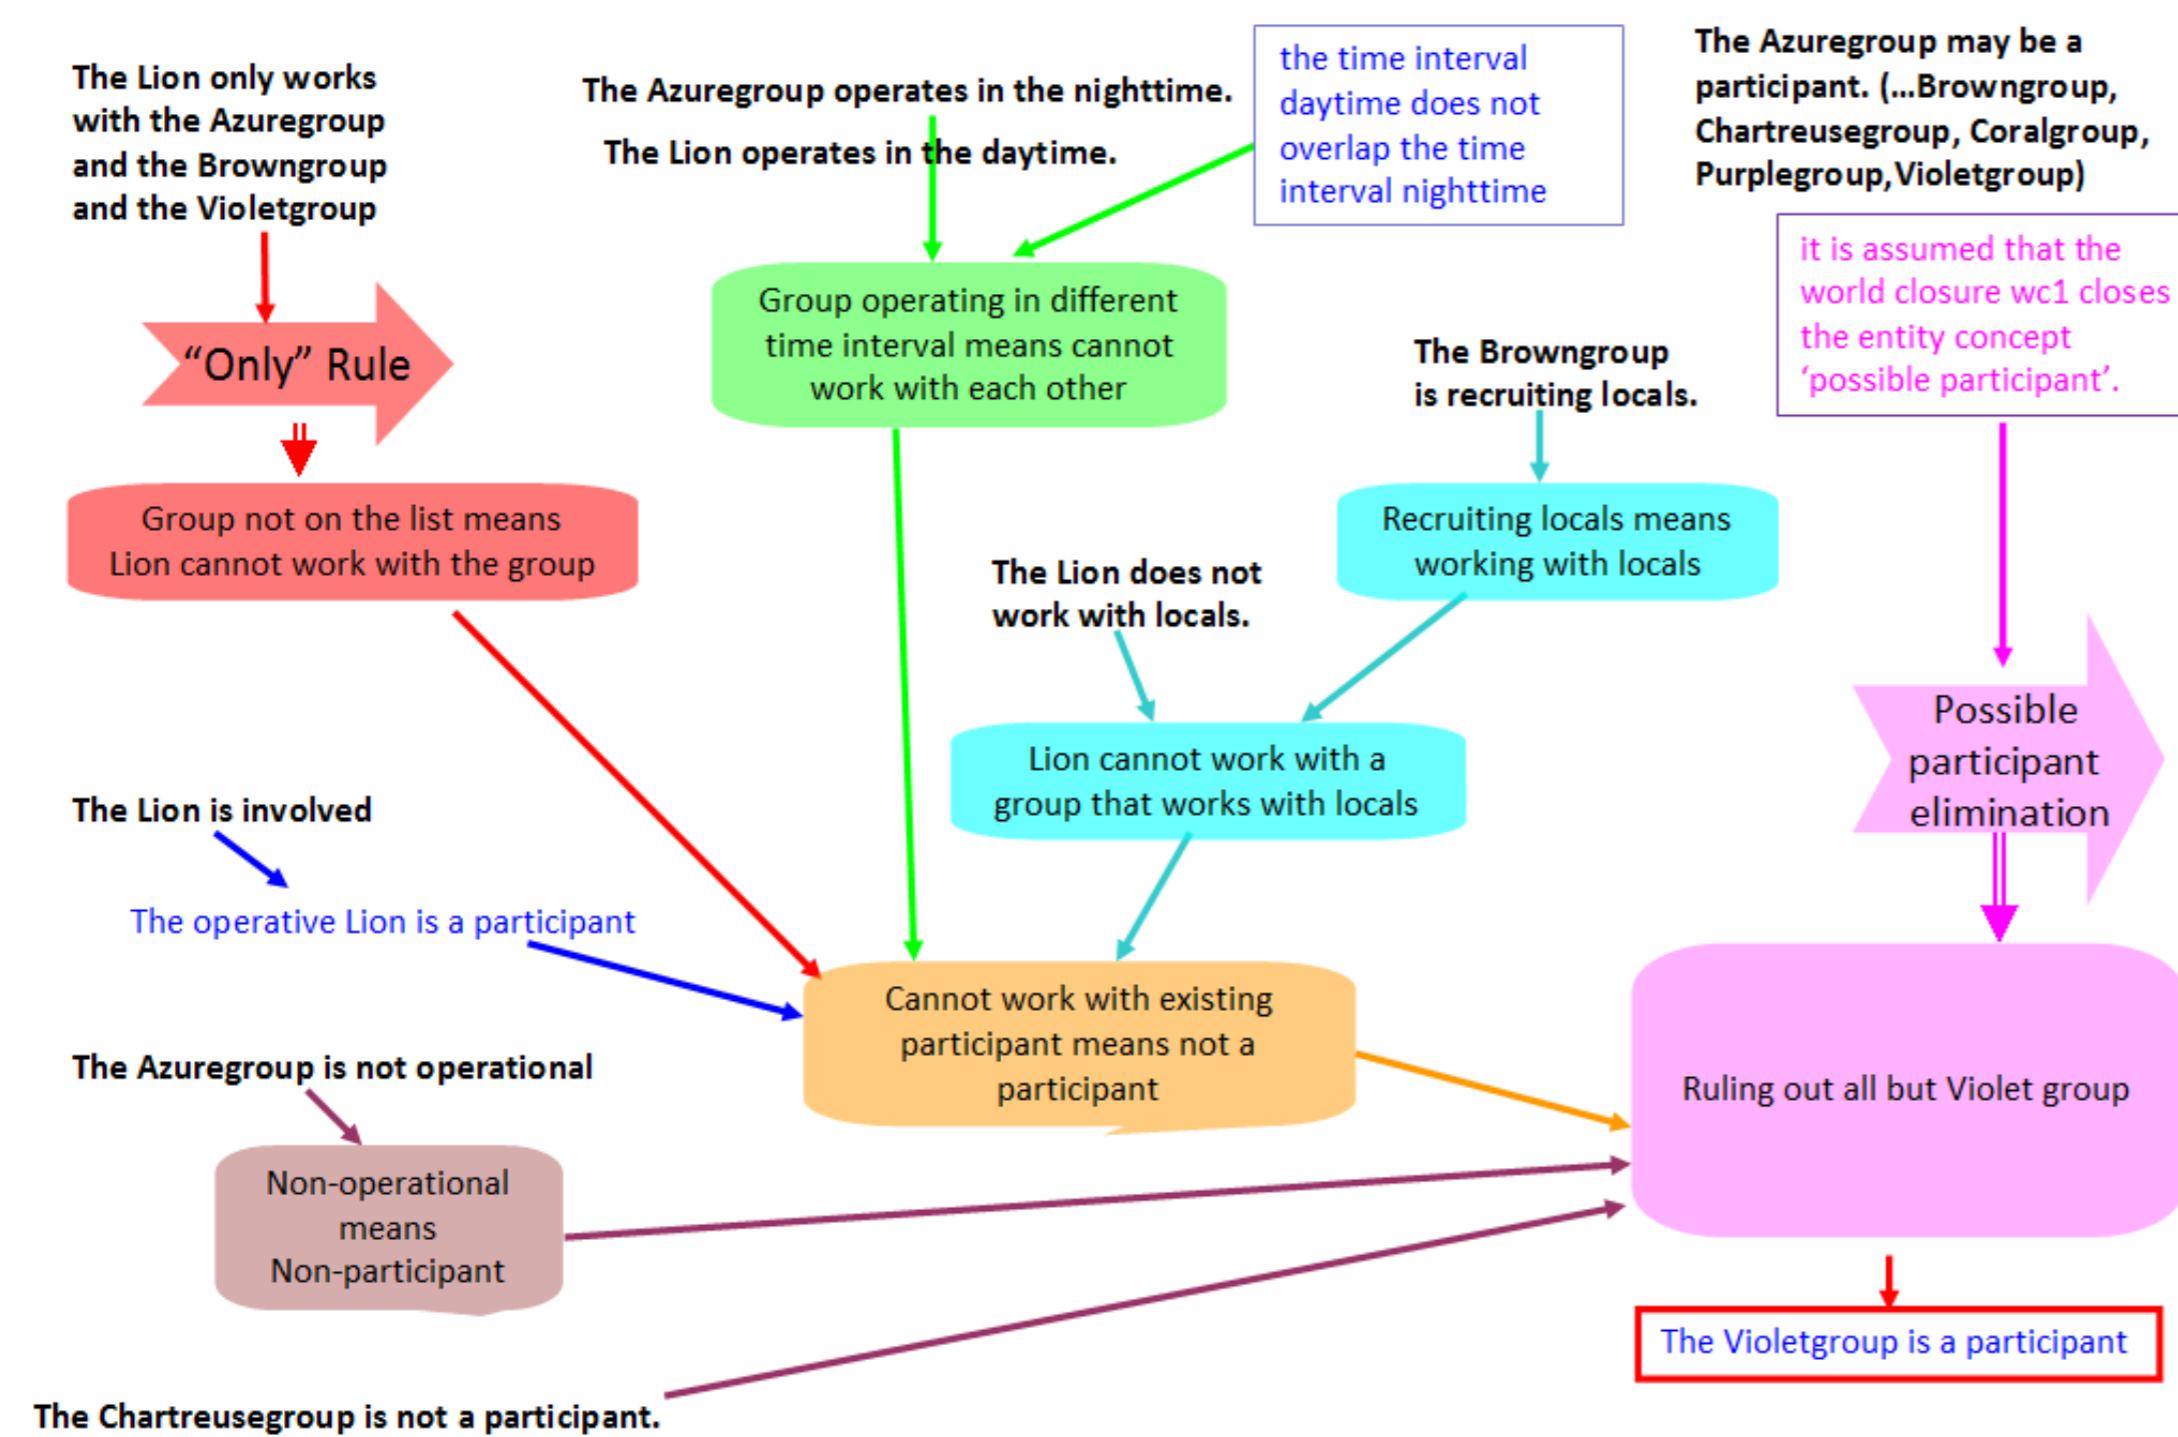 The Lion only works
with the Azuregroup
and the Browngroup
and the Violetgroup
The Azuregroup operates in the nighttime.
The Lion operates in the daytime.
the time interval
daytime does not
overlap the time
interval nighttime
The Azuregroup may be a
participant. (...Browngroup,
Chartreusegroup, Coralgroup,
Purplegroup,Violetgroup)
it is assumed that the
world closure wc1 closes
the entity concept
‘possible participant’.
“Only” Rule
Group operating in different
time interval means cannot
work with each other
The Browngroup
is recruiting locals.
Group not on the list means
Lion cannot work with the group
Recruiting locals means
working with locals
The Lion does not
work with locals.
Possible
participant
elimination
Lion cannot work with a
group that works with locals
The Lion is involved
The operative Lion is a participant
Cannot work with existing
participant means not a
participant
The Azuregroup is not operational
Ruling out all but Violet group
Non-operational
means
Non-participant
The Violetgroup is a participant
The Chartreusegroup is not a participant.